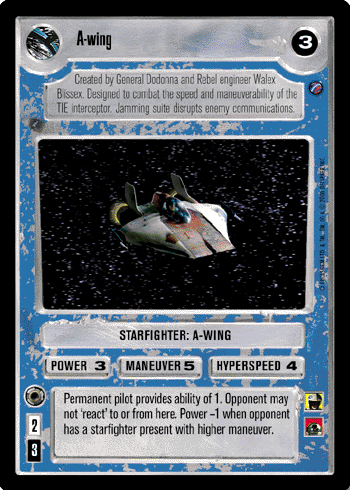 A-wing
3
Created by General Dodonna and Rebel engineer Walex
Blissex. Designed to combat the speed and maneuverability of the
TIE interceptor. Jamming suite disrupts enemy communications.
STARFIGHTER: A-WING
POWER 3 MANEUVER 5 HYPERSPEED 4
Permanent pilot provides ability of 1. Opponent may
not 'react' to or from here. Power –1 when opponent
has a starfighter present with higher maneuver.
2
3